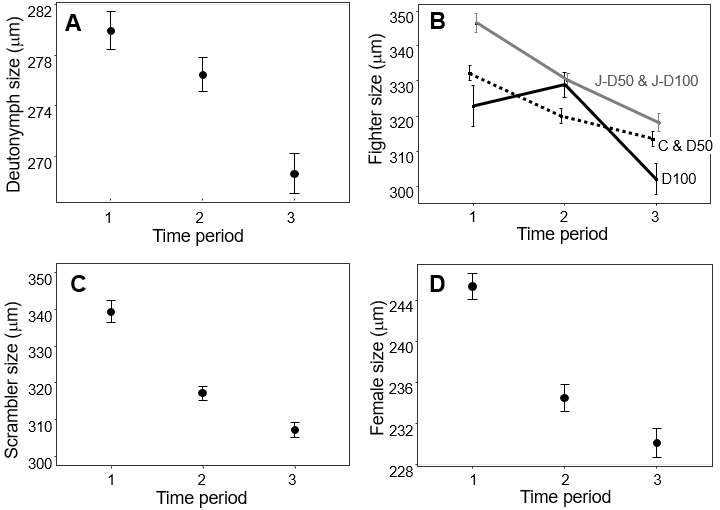 A
Deutonymph size (μm)
282
278
274
270
1 2 3
Time period
B
Fighter size (μm)
350
340
330
320
310
300
J-D50 & J-D100
C & D50
D100
1 2 3
Time period
C
Scrambler size (μm)
350
340
330
320
310
300
1 2 3
Time period
D
Female size (μm)
244
240
236
232
228
1 2 3
Time period